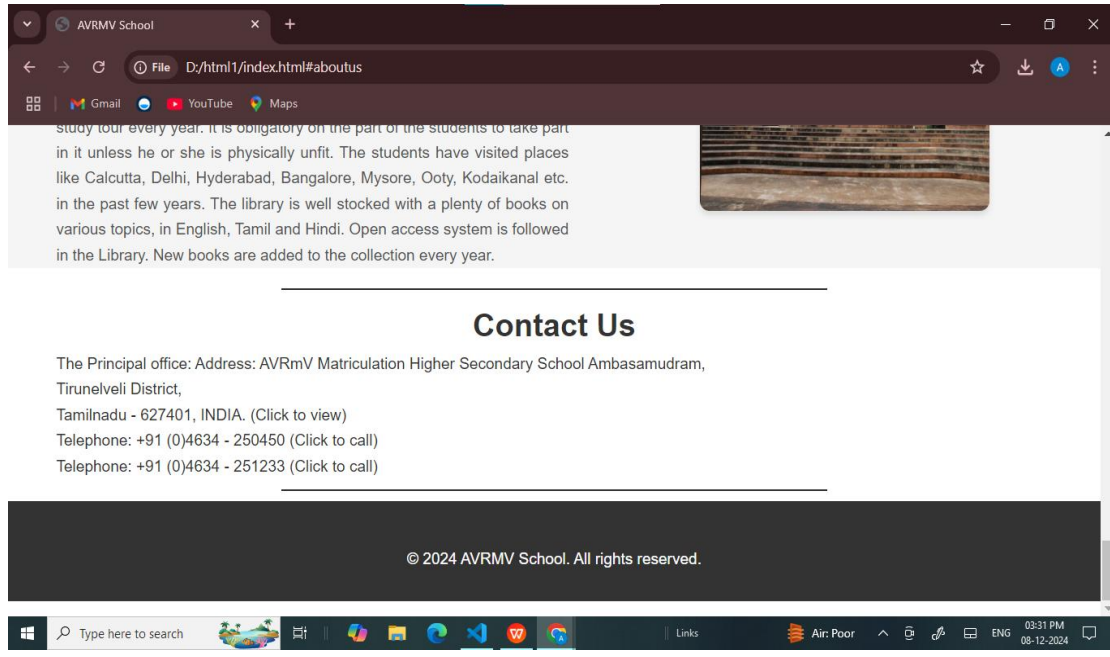 AVRMV School
File D:/html1/index.html#aboutus
A
Gmail YouTube Maps
study tour every year. It is obligatory on the part of the students to take part
in it unless he or she is physically unfit. The students have visited places
like Calcutta, Delhi, Hyderabad, Bangalore, Mysore, Ooty, Kodaikanal etc.
in the past few years. The library is well stocked with a plenty of books on
various topics, in English, Tamil and Hindi. Open access system is followed
in the Library. New books are added to the collection every year.
Contact Us
The Principal office: Address: AVRmV Matriculation Higher Secondary School Ambasamudram,
Tirunelveli District,
Tamilnadu - 627401, INDIA. (Click to view)
Telephone: +91 (0)4634 - 250450 (Click to call)
Telephone: +91 (0)4634 - 251233 (Click to call)
© 2024 AVRMV School. All rights reserved.
Type here to search Links Air: Poor ENG 03:31 PM
08-12-2024